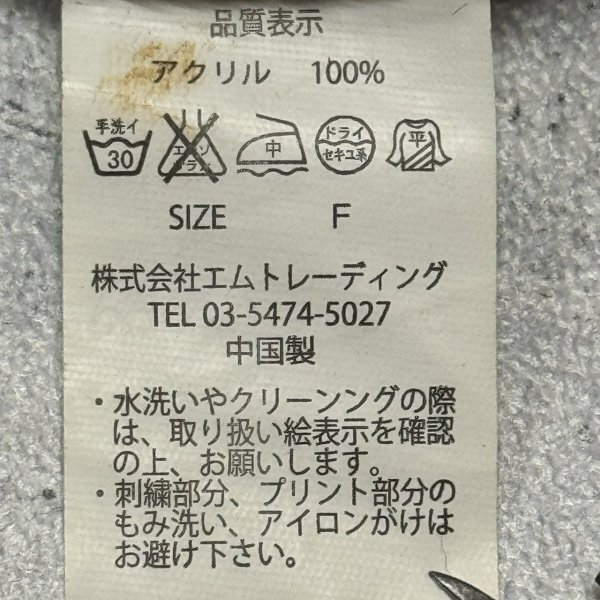 品質表示
アクリル 100%
手洗イ 30 エンソサラシ 中 ドライ セキユ系 平
SIZE F
株式会社エムトレーディング
TEL 03-5474-5027
中国製
・水洗いやクリーンングの際
は、取り扱い絵表示を確認
の上、お願いします。
・刺繍部分、プリント部分の
もみ洗い、アイロンがけは
お避け下さい。